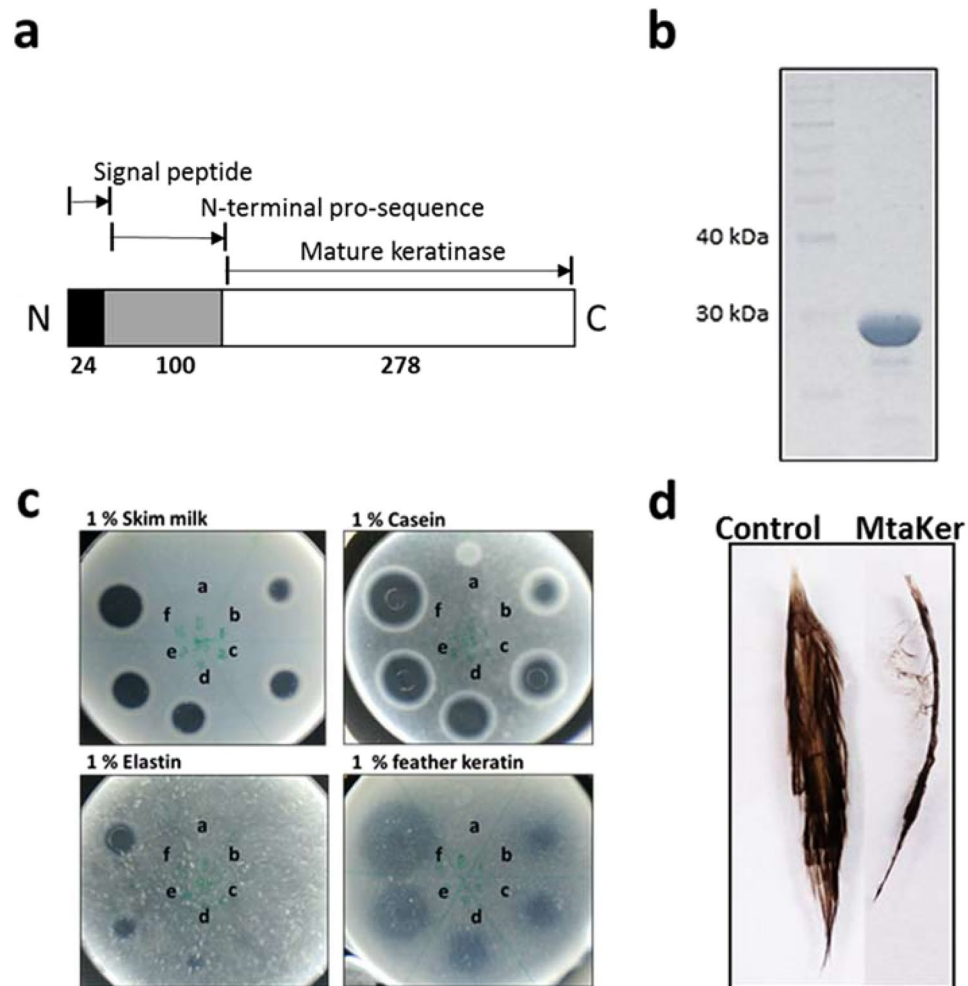 a
Signal peptide
N-terminal pro-sequence
Mature keratinase
N
C
24 100 278
b
40 kDa
30 kDa
c
1 % Skim milk
a
f b
e c
d
1 % Casein
a
f b
e c
d
1 % Elastin
a
f b
e c
d
1 % feather keratin
a
f b
e c
d
d
Control MtaKer